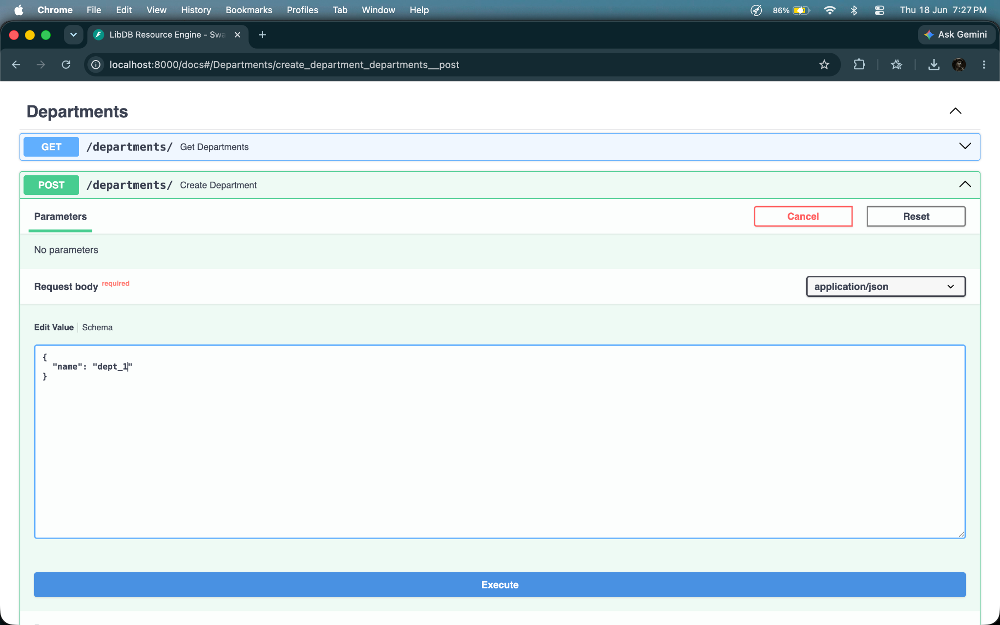 Chrome File Edit View History Bookmarks Profiles Tab Window Help 86% Thu 18 Jun 7:27 PM
LibDB Resource Engine - Swa Ask Gemini
localhost:8000/docs#/Departments/create_department_departments__post
Departments
GET /departments/ Get Departments
POST /departments/ Create Department
Parameters Cancel Reset
No parameters
Request body required application/json
Edit Value Schema
{
"name": "dept_1"
}
Execute